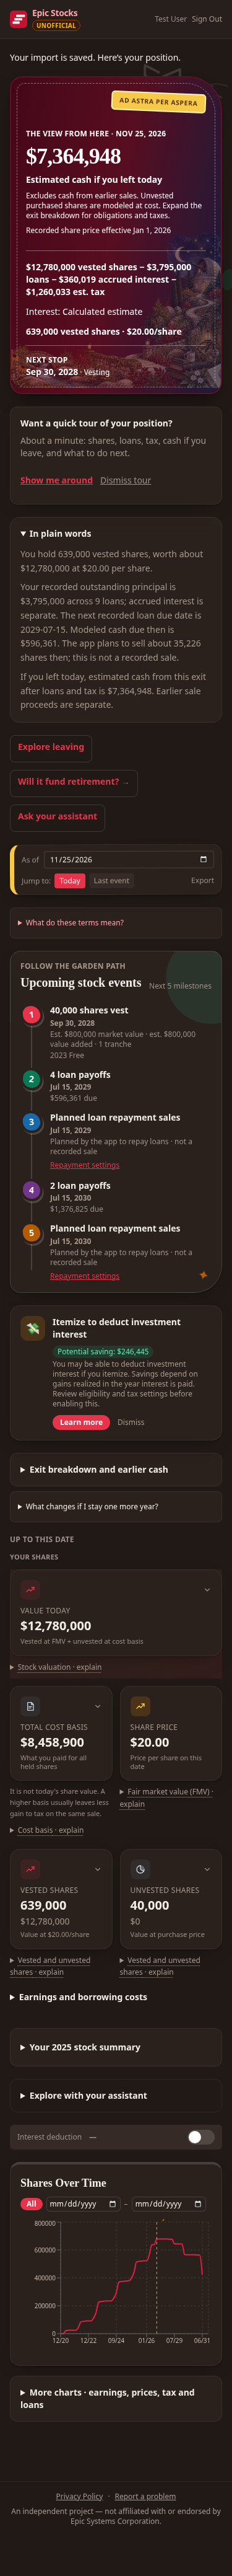 Epic Stocks
UNOFFICIAL
Test User Sign Out
Your import is saved. Here's your position.
AD ASTRA PER ASPERA
THE VIEW FROM HERE · NOV 25, 2026
$7,364,948
Estimated cash if you left today
Excludes cash from earlier sales. Unvested
purchased shares are modeled at cost. Expand the
exit breakdown for obligations and taxes.
Recorded share price effective Jan 1, 2026
$12,780,000 vested shares − $3,795,000
loans − $360,019 accrued interest −
$1,260,033 est. tax
Interest: Calculated estimate
639,000 vested shares · $20.00/share
NEXT STOP
Sep 30, 2028 · Vesting
Want a quick tour of your position?
About a minute: shares, loans, tax, cash if you
leave, and what to do next.
Show me around Dismiss tour
▼ In plain words
You hold 639,000 vested shares, worth about
$12,780,000 at $20.00 per share.
Your recorded outstanding principal is
$3,795,000 across 9 loans; accrued interest is
separate. The next recorded loan due date is
2029-07-15. Modeled cash due then is
$596,361. The app plans to sell about 35,226
shares then; this is not a recorded sale.
If you left today, estimated cash from this exit
after loans and tax is $7,364,948. Earlier sale
proceeds are separate.
Explore leaving
Will it fund retirement? →
Ask your assistant
As of 11/25/2026
Jump to: Today Last event Export
▶ What do these terms mean?
FOLLOW THE GARDEN PATH
Upcoming stock events Next 5 milestones
1 40,000 shares vest
Sep 30, 2028
Est. $800,000 market value · est. $800,000
value added · 1 tranche
2023 Free
2 4 loan payoffs
Jul 15, 2029
$596,361 due
3 Planned loan repayment sales
Jul 15, 2029
Planned by the app to repay loans · not a
recorded sale
Repayment settings
4 2 loan payoffs
Jul 15, 2030
$1,376,825 due
5 Planned loan repayment sales
Jul 15, 2030
Planned by the app to repay loans · not a
recorded sale
Repayment settings
Itemize to deduct investment
interest
Potential saving: $246,445
You may be able to deduct investment
interest if you itemize. Savings depend on
gains realized in the year interest is paid.
Review eligibility and tax settings before
enabling this.
Learn more Dismiss
▶ Exit breakdown and earlier cash
▶ What changes if I stay one more year?
UP TO THIS DATE
YOUR SHARES
VALUE TODAY
$12,780,000
Vested at FMV + unvested at cost basis
▶ Stock valuation · explain
TOTAL COST BASIS
$8,458,900
What you paid for all
held shares
It is not today's share value. A
higher basis usually leaves less
gain to tax on the same sale.
▶ Cost basis · explain
SHARE PRICE
$20.00
Price per share on this
date
▶ Fair market value (FMV) ·
explain
VESTED SHARES
639,000
$12,780,000
Value at $20.00/share
▶ Vested and unvested
shares · explain
UNVESTED SHARES
40,000
$0
Value at purchase price
▶ Vested and unvested
shares · explain
▶ Earnings and borrowing costs
▶ Your 2025 stock summary
▶ Explore with your assistant
Interest deduction —
Shares Over Time
All mm/dd/yyyy – mm/dd/yyyy
800000
600000
400000
200000
0
12/20 12/22 09/24 01/26 07/29 06/31
▶ More charts · earnings, prices, tax and
loans
Privacy Policy · Report a problem
An independent project — not affiliated with or endorsed by
Epic Systems Corporation.